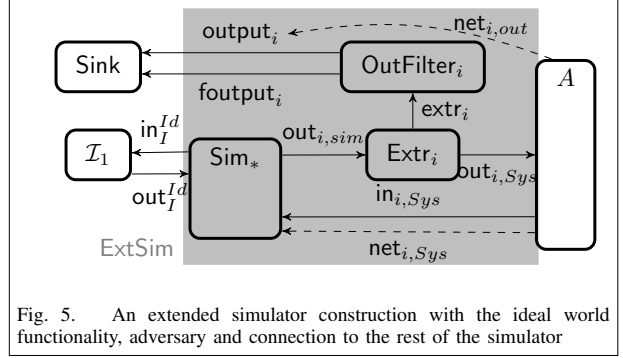 output_i
net_{i,out}
Sink
OutFilter_i
A
foutput_i
extr_i
in_I^{Id}
out_{i,sim}
I_1
Sim_*
Extr_i
out_{i,Sys}
out_I^{Id}
in_{i,Sys}
ExtSim
net_{i,Sys}
Fig. 5. An extended simulator construction with the ideal world
functionality, adversary and connection to the rest of the simulator